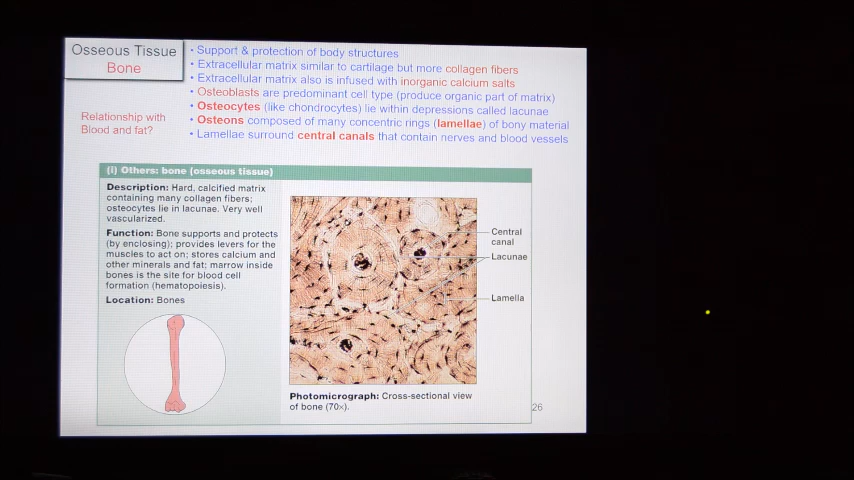 Osseous Tissue
Bone
Relationship with
Blood and fat?
• Support & protection of body structures
• Extracellular matrix similar to cartilage but more collagen fibers
• Extracellular matrix also is infused with inorganic calcium salts
• Osteoblasts are predominant cell type (produce organic part of matrix)
• Osteocytes (like chondrocytes) lie within depressions called lacunae
• Osteons composed of many concentric rings (lamellae) of bony material
• Lamellae surround central canals that contain nerves and blood vessels
(i) Others: bone (osseous tissue)
Description: Hard, calcified matrix
containing many collagen fibers;
osteocytes lie in lacunae. Very well
vascularized.
Function: Bone supports and protects
(by enclosing); provides levers for the
muscles to act on; stores calcium and
other minerals and fat; marrow inside
bones is the site for blood cell
formation (hematopoiesis).
Location: Bones
Central
canal
Lacunae
Lamella
Photomicrograph: Cross-sectional view
of bone (70×).
26